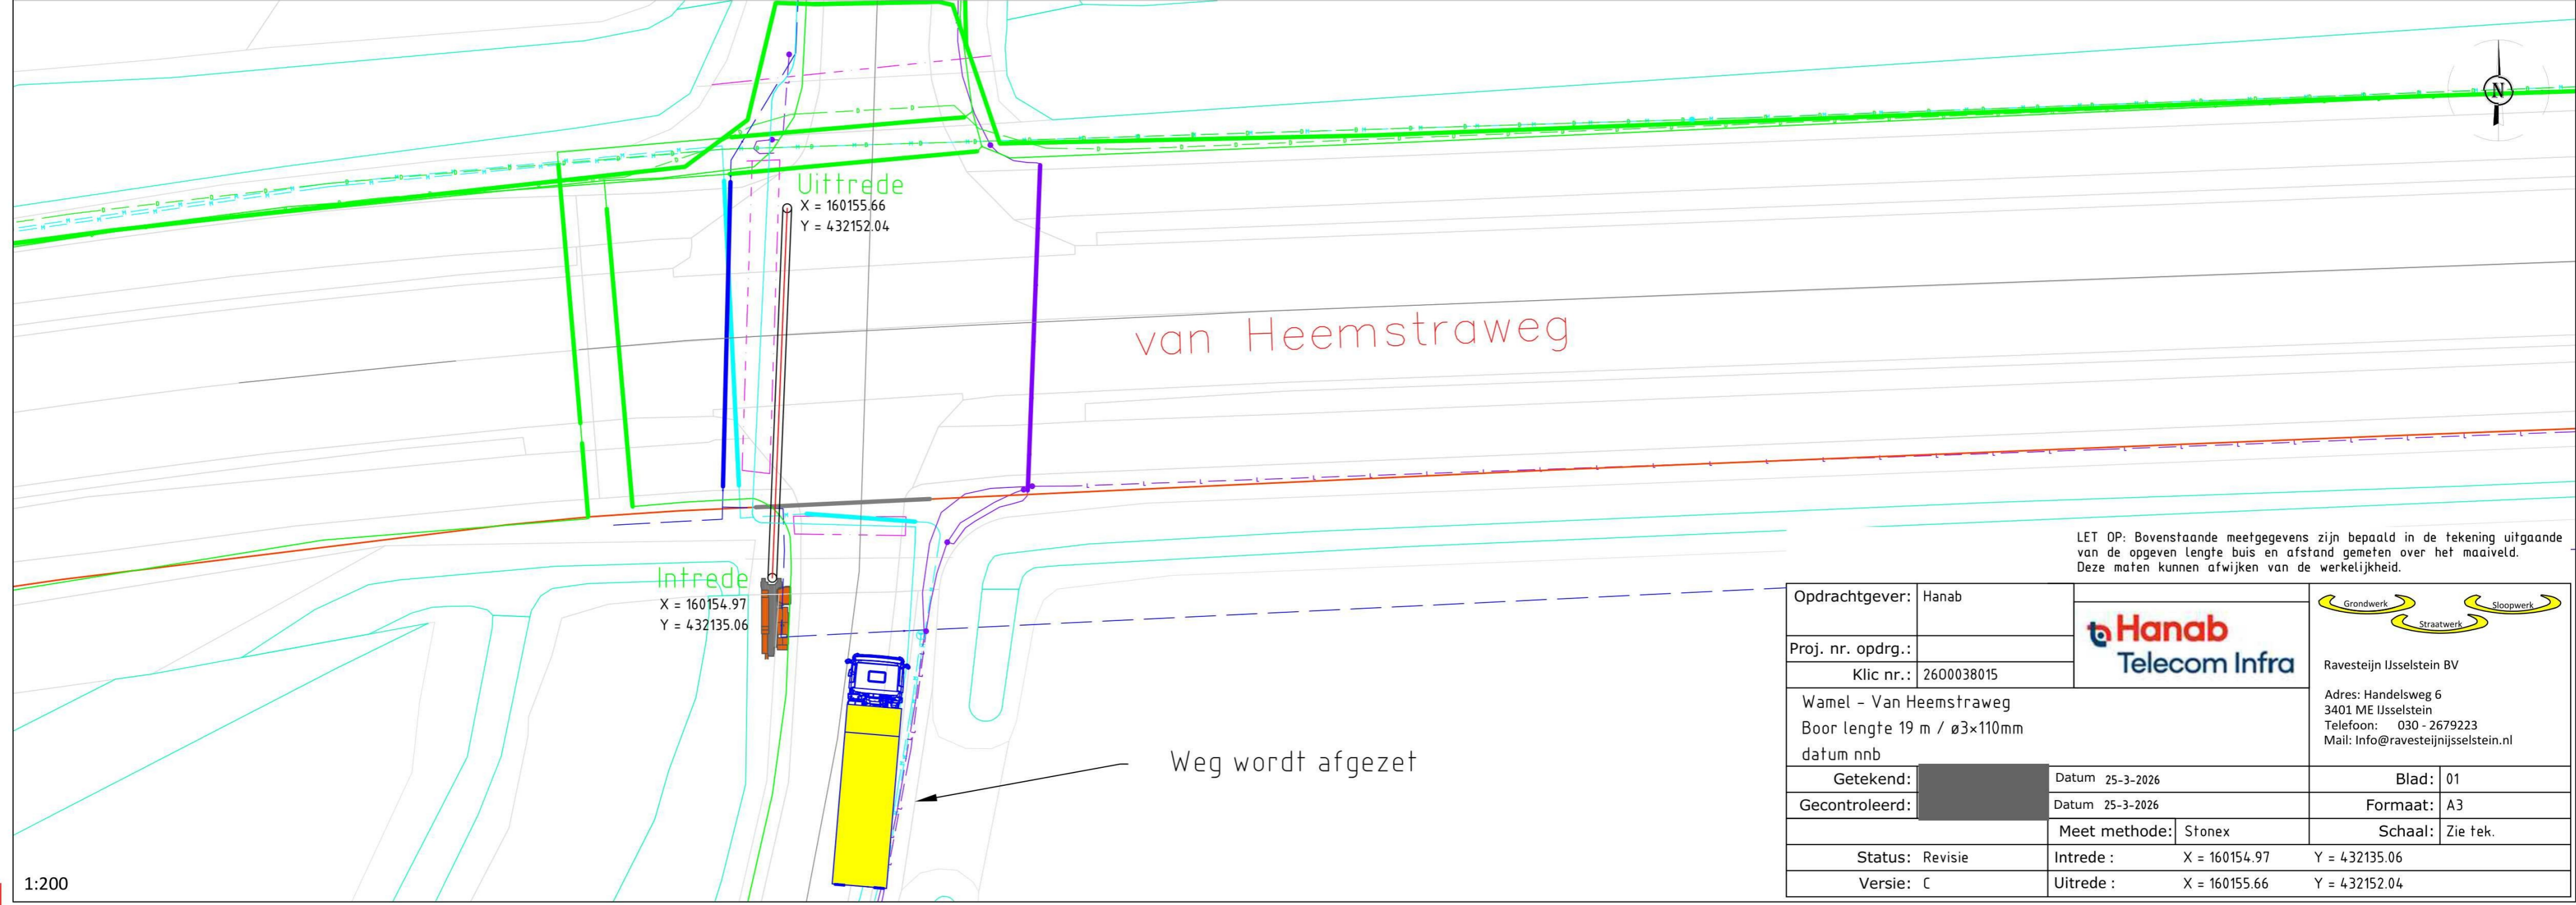 N
Uittrede
X = 160155.66
Y = 432152.04
van Heemstraweg
Intrede
X = 160154.97
Y = 432135.06
Weg wordt afgezet
1:200
LET OP: Bovenstaande meetgegevens zijn bepaald in de tekening uitgaande
van de opgeven lengte buis en afstand gemeten over het maaiveld.
Deze maten kunnen afwijken van de werkelijkheid.
Opdrachtgever: Hanab
Proj. nr. opdrg.:
Klic nr.: 2600038015
Hanab
Telecom Infra
Grondwerk
Sloopwerk
Straatwerk
Ravesteijn IJsselstein BV
Adres: Handelsweg 6
3401 ME IJsselstein
Telefoon: 030 - 2679223
Mail: Info@ravesteijnijsselstein.nl
Wamel - Van Heemstraweg
Boor lengte 19 m / ø3×110mm
datum nnb
Getekend: Datum 25-3-2026 Blad: 01
Gecontroleerd: Datum 25-3-2026 Formaat: A3
Meet methode: Stonex Schaal: Zie tek.
Status: Revisie Intrede : X = 160154.97 Y = 432135.06
Versie: C Uitrede : X = 160155.66 Y = 432152.04